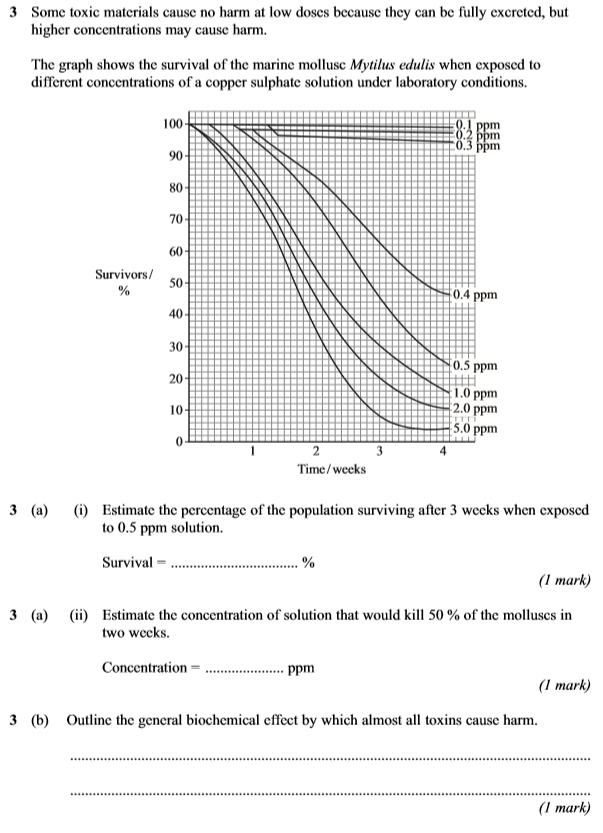 3 Some toxic materials cause no harm at low doses because they can be fully excreted, but
higher concentrations may cause harm.
The graph shows the survival of the marine mollusc Mytilus edulis when exposed to
different concentrations of a copper sulphate solution under laboratory conditions.
100
90
80
70
60
50
40
30
20
10
0
Survivors/
%
0.1 ppm
0.2 ppm
0.3 ppm
0.4 ppm
0.5 ppm
1.0 ppm
2.0 ppm
5.0 ppm
1 2 3 4
Time/weeks
3 (a) (i) Estimate the percentage of the population surviving after 3 weeks when exposed
to 0.5 ppm solution.
Survival = .................................. %
(1 mark)
3 (a) (ii) Estimate the concentration of solution that would kill 50 % of the molluscs in
two weeks.
Concentration = ..................... ppm
(1 mark)
3 (b) Outline the general biochemical effect by which almost all toxins cause harm.
(1 mark)